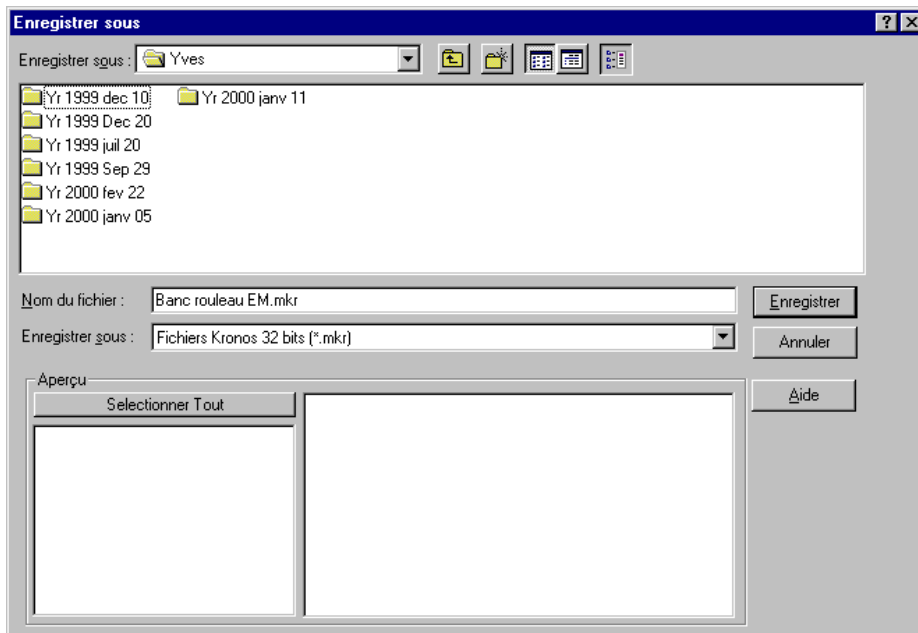 Enregistrer sous
Enregistrer sous : Yves
Yr 1999 dec 10 Yr 2000 janv 11
Yr 1999 Dec 20
Yr 1999 juil 20
Yr 1999 Sep 29
Yr 2000 fev 22
Yr 2000 janv 05
Nom du fichier : Banc rouleau EM.mkr Enregistrer
Enregistrer sous : Fichiers Kronos 32 bits (*.mkr) Annuler
Aperçu
Selectionner Tout Aide